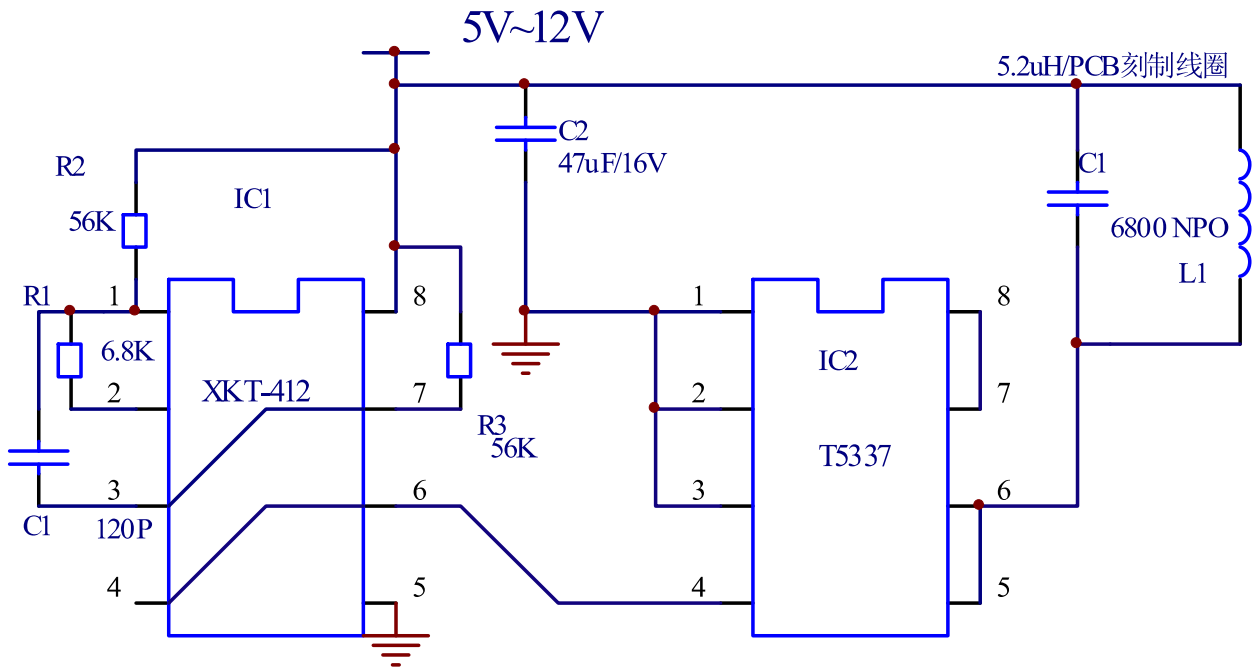 5V~12V
5.2uH/PCB刻制线圈
C2
47uF/16V
R2
56K
IC1
C1
6800 NPO
L1
R1
1
8
6.8K
2
XKT-412
7
R3
56K
3
120P
C1
6
4
5
1
8
IC2
2
7
T5337
3
6
4
5